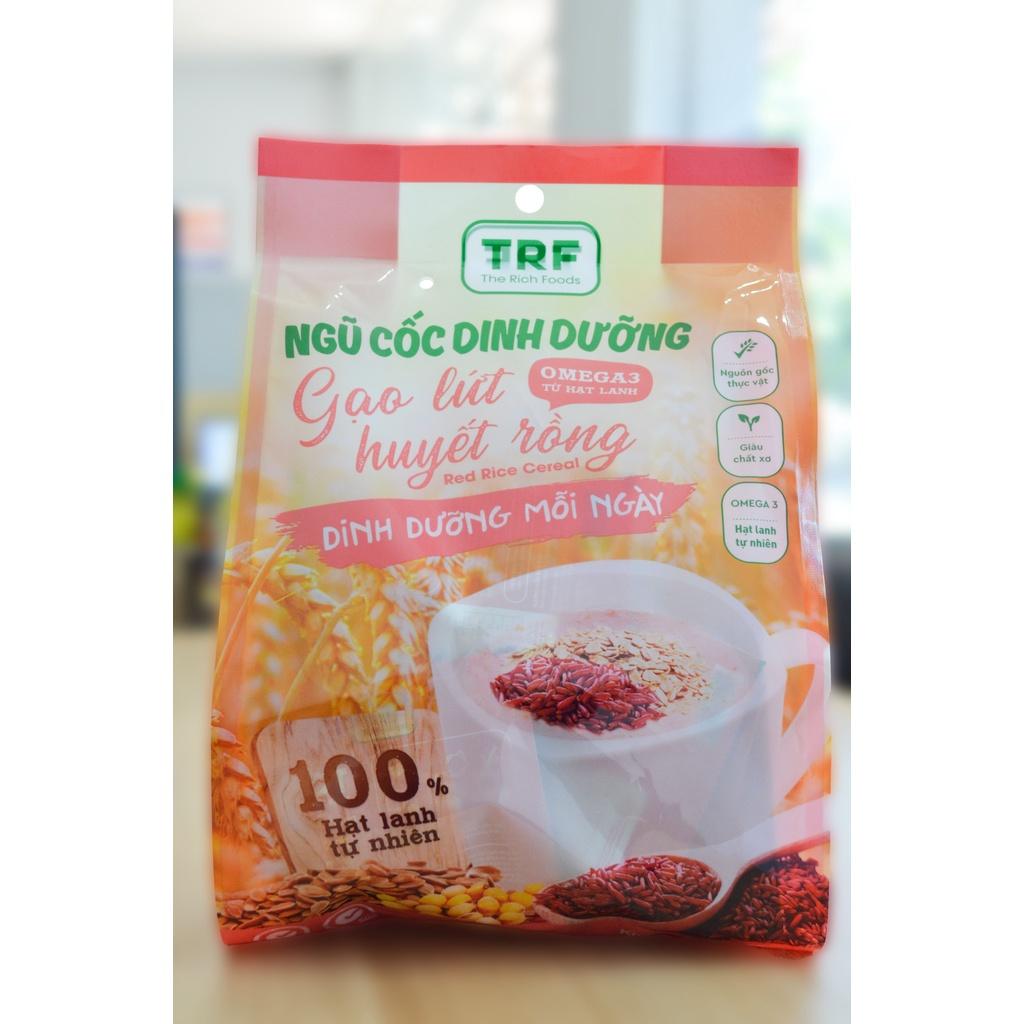 TRF
The Rich Foods
NGŨ CỐC DINH DƯỠNG
Gạo lứt
OMEGA3
TỪ HẠT LANH
huyết rồng
Red Rice Cereal
DINH DƯỠNG MỖI NGÀY
Nguồn gốc
thực vật
Giàu
chất xơ
OMEGA 3
Hạt lanh
tự nhiên
100%
Hạt lanh
tự nhiên